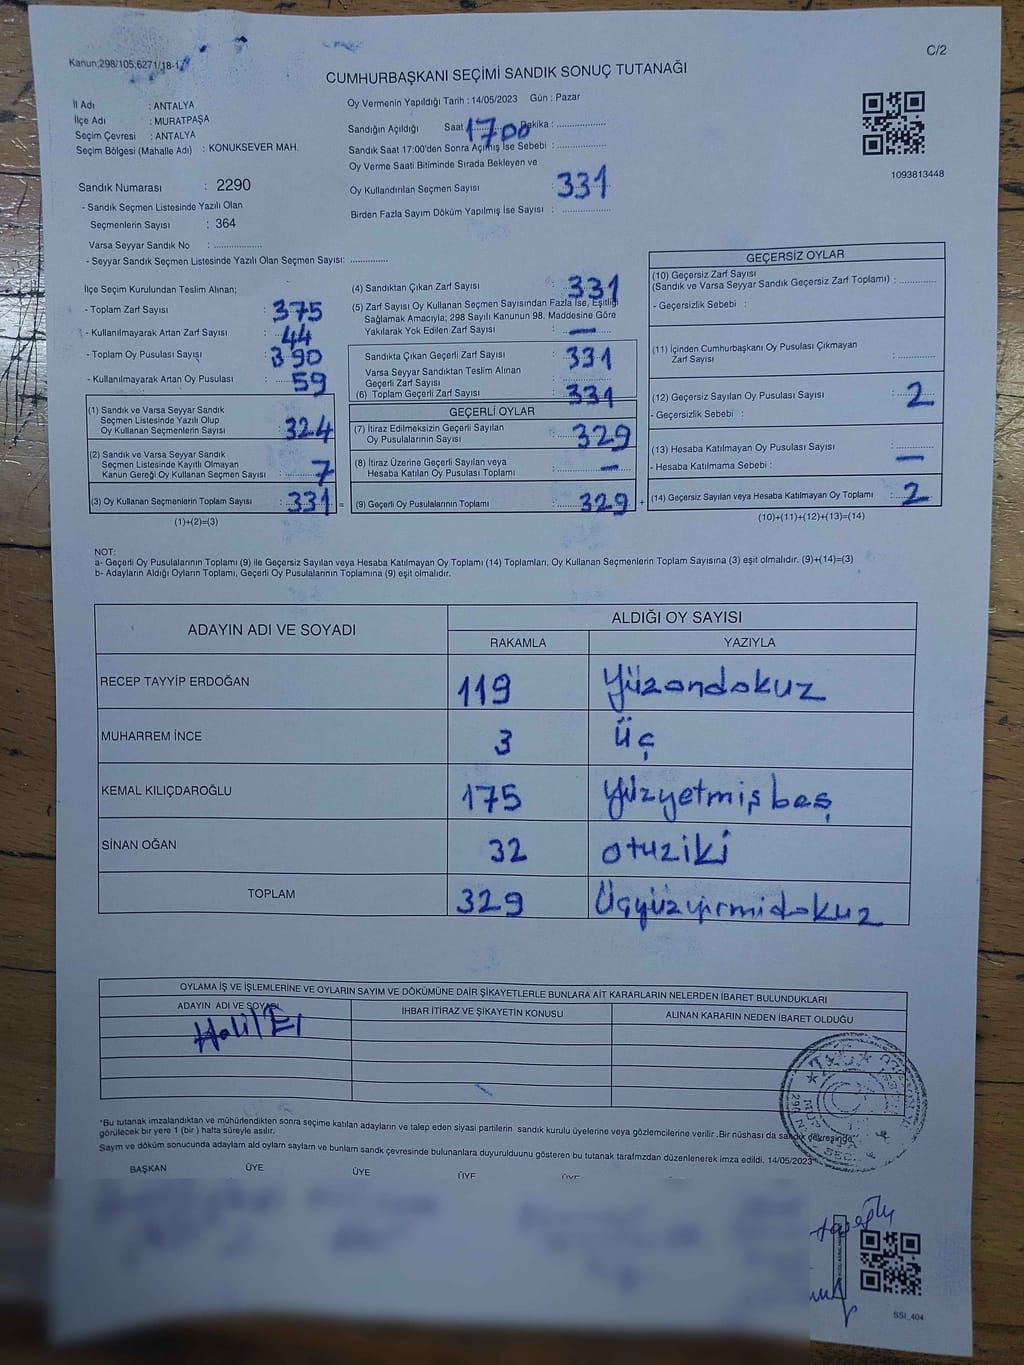 Kanun;298/105;6271/18-1
C/2
CUMHURBAŞKANI SEÇİMİ SANDIK SONUÇ TUTANAĞI
İl Adı : ANTALYA
İlçe Adı : MURATPAŞA
Seçim Çevresi : ANTALYA
Seçim Bölgesi (Mahalle Adı) : KONUKSEVER MAH.
Sandık Numarası : 2290
- Sandık Seçmen Listesinde Yazılı Olan
Seçmenlerin Sayısı : 364
Varsa Seyyar Sandık No : ...................
- Seyyar Sandık Seçmen Listesinde Yazılı Olan Seçmen Sayısı: ..............
Oy Vermenin Yapıldığı Tarih : 14/05/2023 Gün : Pazar
Sandığın Açıldığı Saat 1700 Dakika : ..................
Sandık Saat 17:00'den Sonra Açılmış İse Sebebi : ..................
Oy Verme Saati Bitiminde Sırada Bekleyen ve
Oy Kullandırılan Seçmen Sayısı : 331
Birden Fazla Sayım Döküm Yapılmış İse Sayısı : ..................
1093813448
İlçe Seçim Kurulundan Teslim Alınan;
- Toplam Zarf Sayısı : 375
- Kullanılmayarak Artan Zarf Sayısı : 44
- Toplam Oy Pusulası Sayısı : 390
- Kullanılmayarak Artan Oy Pusulası : 59
(1) Sandık ve Varsa Seyyar Sandık
Seçmen Listesinde Yazılı Olup
Oy Kullanan Seçmenlerin Sayısı : 324
(2) Sandık ve Varsa Seyyar Sandık
Seçmen Listesinde Kayıtlı Olmayan
Kanun Gereği Oy Kullanan Seçmen Sayısı : 7
(3) Oy Kullanan Seçmenlerin Toplam Sayısı : 331 =
(1)+(2)=(3)
(4) Sandıktan Çıkan Zarf Sayısı : 331
(5) Zarf Sayısı Oy Kullanan Seçmen Sayısından Fazla İse, Eşitliği
Sağlamak Amacıyla; 298 Sayılı Kanunun 98. Maddesine Göre
Yakılarak Yok Edilen Zarf Sayısı : —
Sandıkta Çıkan Geçerli Zarf Sayısı : 331
Varsa Seyyar Sandıktan Teslim Alınan
Geçerli Zarf Sayısı : ..................
(6) Toplam Geçerli Zarf Sayısı : 331
GEÇERLİ OYLAR
(7) İtiraz Edilmeksizin Geçerli Sayılan
Oy Pusulalarının Sayısı : 329
(8) İtiraz Üzerine Geçerli Sayılan veya
Hesaba Katılan Oy Pusulası Toplamı : —
(9) Geçerli Oy Pusulalarının Toplamı : 329 +
GEÇERSİZ OYLAR
(10) Geçersiz Zarf Sayısı
(Sandık ve Varsa Seyyar Sandık Geçersiz Zarf Toplamı) : ..............
- Geçersizlik Sebebi :
(11) İçinden Cumhurbaşkanı Oy Pusulası Çıkmayan
Zarf Sayısı : ..............
(12) Geçersiz Sayılan Oy Pusulası Sayısı : 2
- Geçersizlik Sebebi :
(13) Hesaba Katılmayan Oy Pusulası Sayısı : —
- Hesaba Katılmama Sebebi :
(14) Geçersiz Sayılan veya Hesaba Katılmayan Oy Toplamı : 2
(10)+(11)+(12)+(13)=(14)
NOT:
a- Geçerli Oy Pusulalarının Toplamı (9) ile Geçersiz Sayılan veya Hesaba Katılmayan Oy Toplamı (14) Toplamları, Oy Kullanan Seçmenlerin Toplam Sayısına (3) eşit olmalıdır. (9)+(14)=(3)
b- Adayların Aldığı Oyların Toplamı, Geçerli Oy Pusulalarının Toplamına (9) eşit olmalıdır.
ADAYIN ADI VE SOYADI
ALDIĞI OY SAYISI
RAKAMLA YAZIYLA
RECEP TAYYİP ERDOĞAN 119 Yüzondokuz
MUHARREM İNCE 3 üç
KEMAL KILIÇDAROĞLU 175 Yüzyetmişbeş
SİNAN OĞAN 32 otuziki
TOPLAM 329 Üçyüzyirmidokuz
OYLAMA İŞ VE İŞLEMLERİNE VE OYLARIN SAYIM VE DÖKÜMÜNE DAİR ŞİKAYETLERLE BUNLARA AİT KARARLARIN NELERDEN İBARET BULUNDUKLARI
ADAYIN ADI VE SOYADI İHBAR İTİRAZ VE ŞİKAYETİN KONUSU ALINAN KARARIN NEDEN İBARET OLDUĞU
*Bu tutanak imzalandıktan ve mühürlendikten sonra seçime katılan adayların ve talep eden siyasi partilerin sandık kurulu üyelerine veya gözlemcilerine verilir .Bir nüshası da sandık çevresinde
görülecek bir yere 1 (bir ) hafta süreyle asılır.
Sayım ve döküm sonucunda adaylarn ald oylarn saylarn ve bunlarn sandk çevresinde bulunanlara duyurulduunu gösteren bu tutanak tarafmzdan düzenlenerek imza edildi. 14/05/2023
BAŞKAN ÜYE ÜYE ÜYE ÜYE
SSI_404